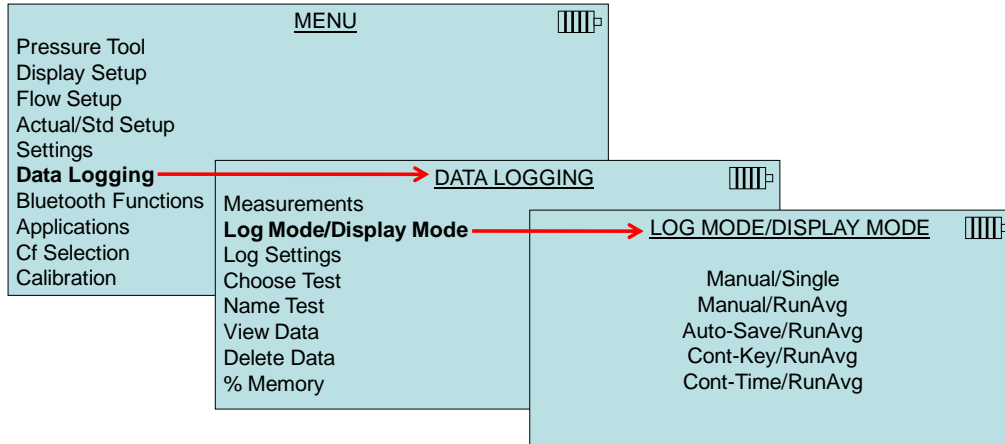 MENU
Pressure Tool
Display Setup
Flow Setup
Actual/Std Setup
Settings
Data Logging
Bluetooth Functions
Applications
Cf Selection
Calibration
DATA LOGGING
Measurements
Log Mode/Display Mode
Log Settings
Choose Test
Name Test
View Data
Delete Data
% Memory
LOG MODE/DISPLAY MODE
Manual/Single
Manual/RunAvg
Auto-Save/RunAvg
Cont-Key/RunAvg
Cont-Time/RunAvg